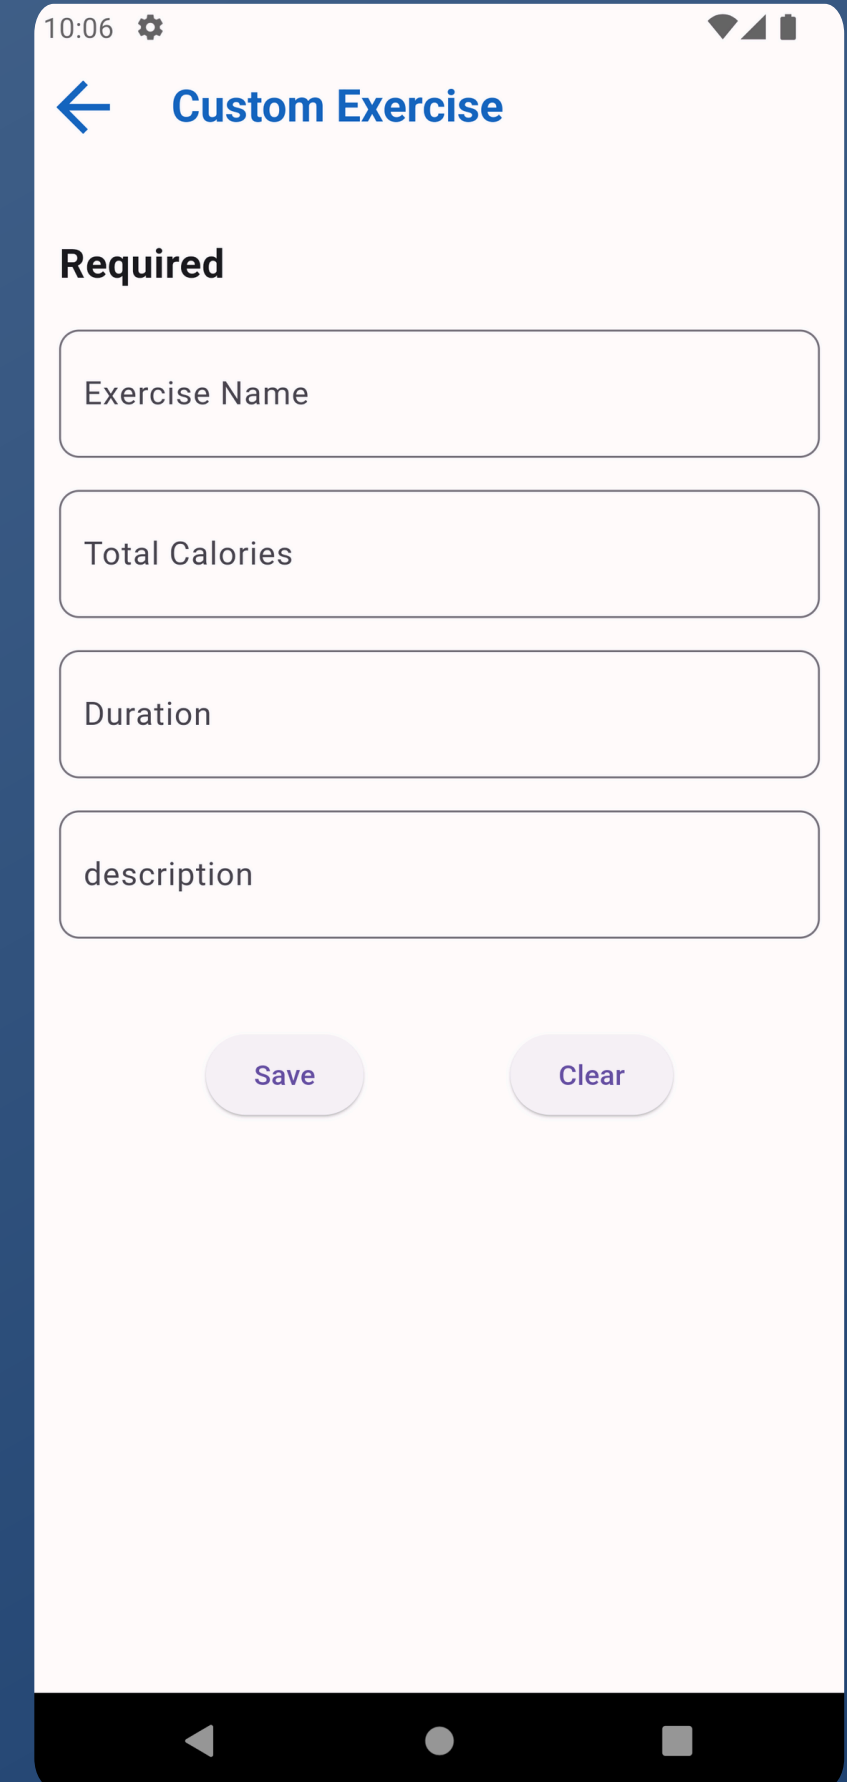 10:06
Custom Exercise
Required
Exercise Name
Total Calories
Duration
description
Save Clear